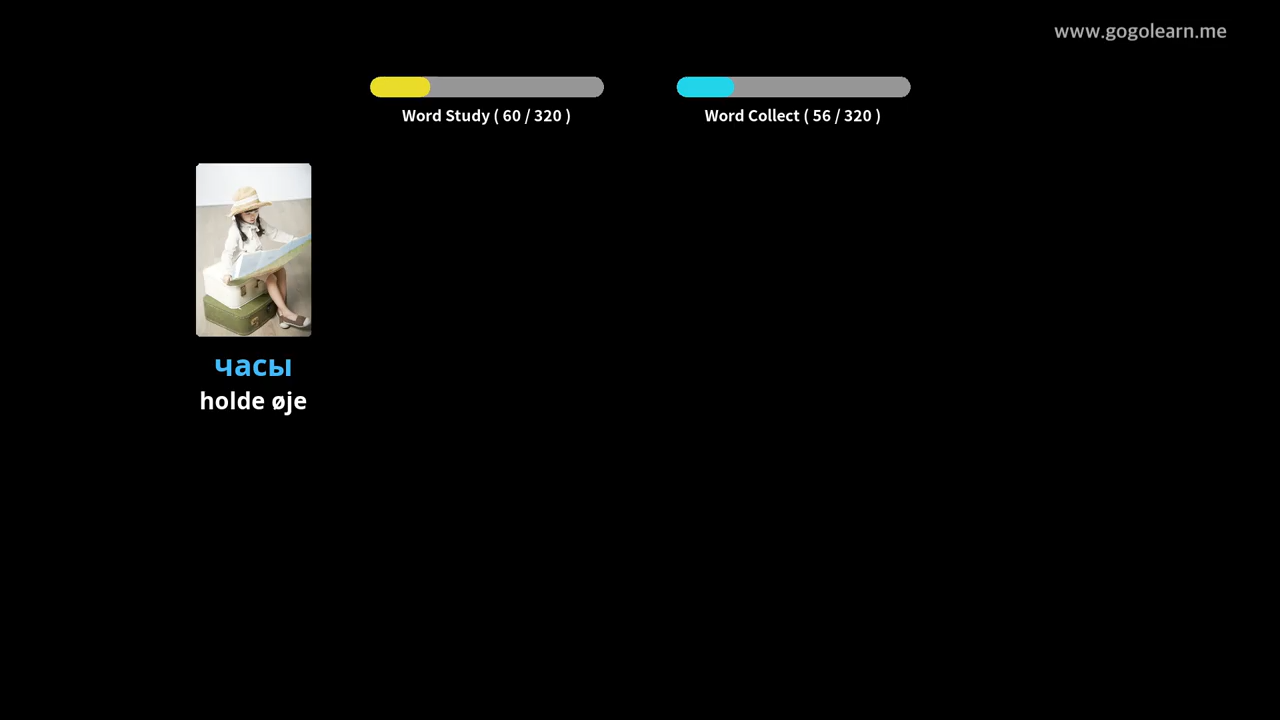 www.gogolearn.me
Word Study ( 60 / 320 )
Word Collect ( 56 / 320 )
часы
holde øje